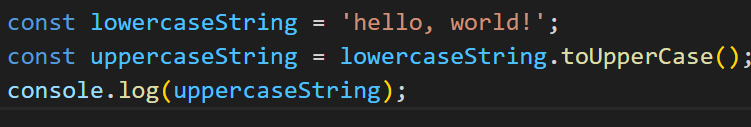 const lowercaseString = 'hello, world!';
const uppercaseString = lowercaseString.toUpperCase();
console.log(uppercaseString);